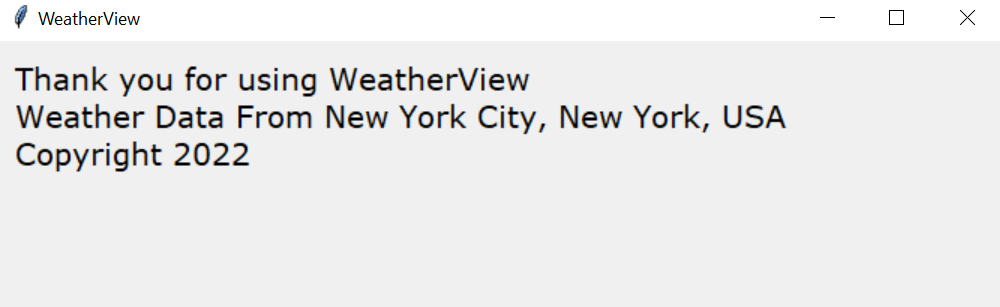 WeatherView
Thank you for using WeatherView
Weather Data From New York City, New York, USA
Copyright 2022